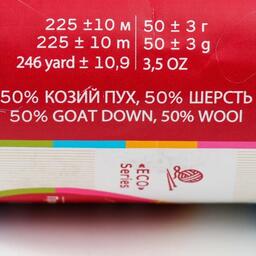 225 ±10 м 50 ± 3 г
225 ± 10 m 50 ± 3 g
246 yard ± 10,9 3,5 OZ
50% КОЗИЙ ПУХ, 50% ШЕРСТЬ
50% GOAT DOWN, 50% WOOl
«ECO»
Series